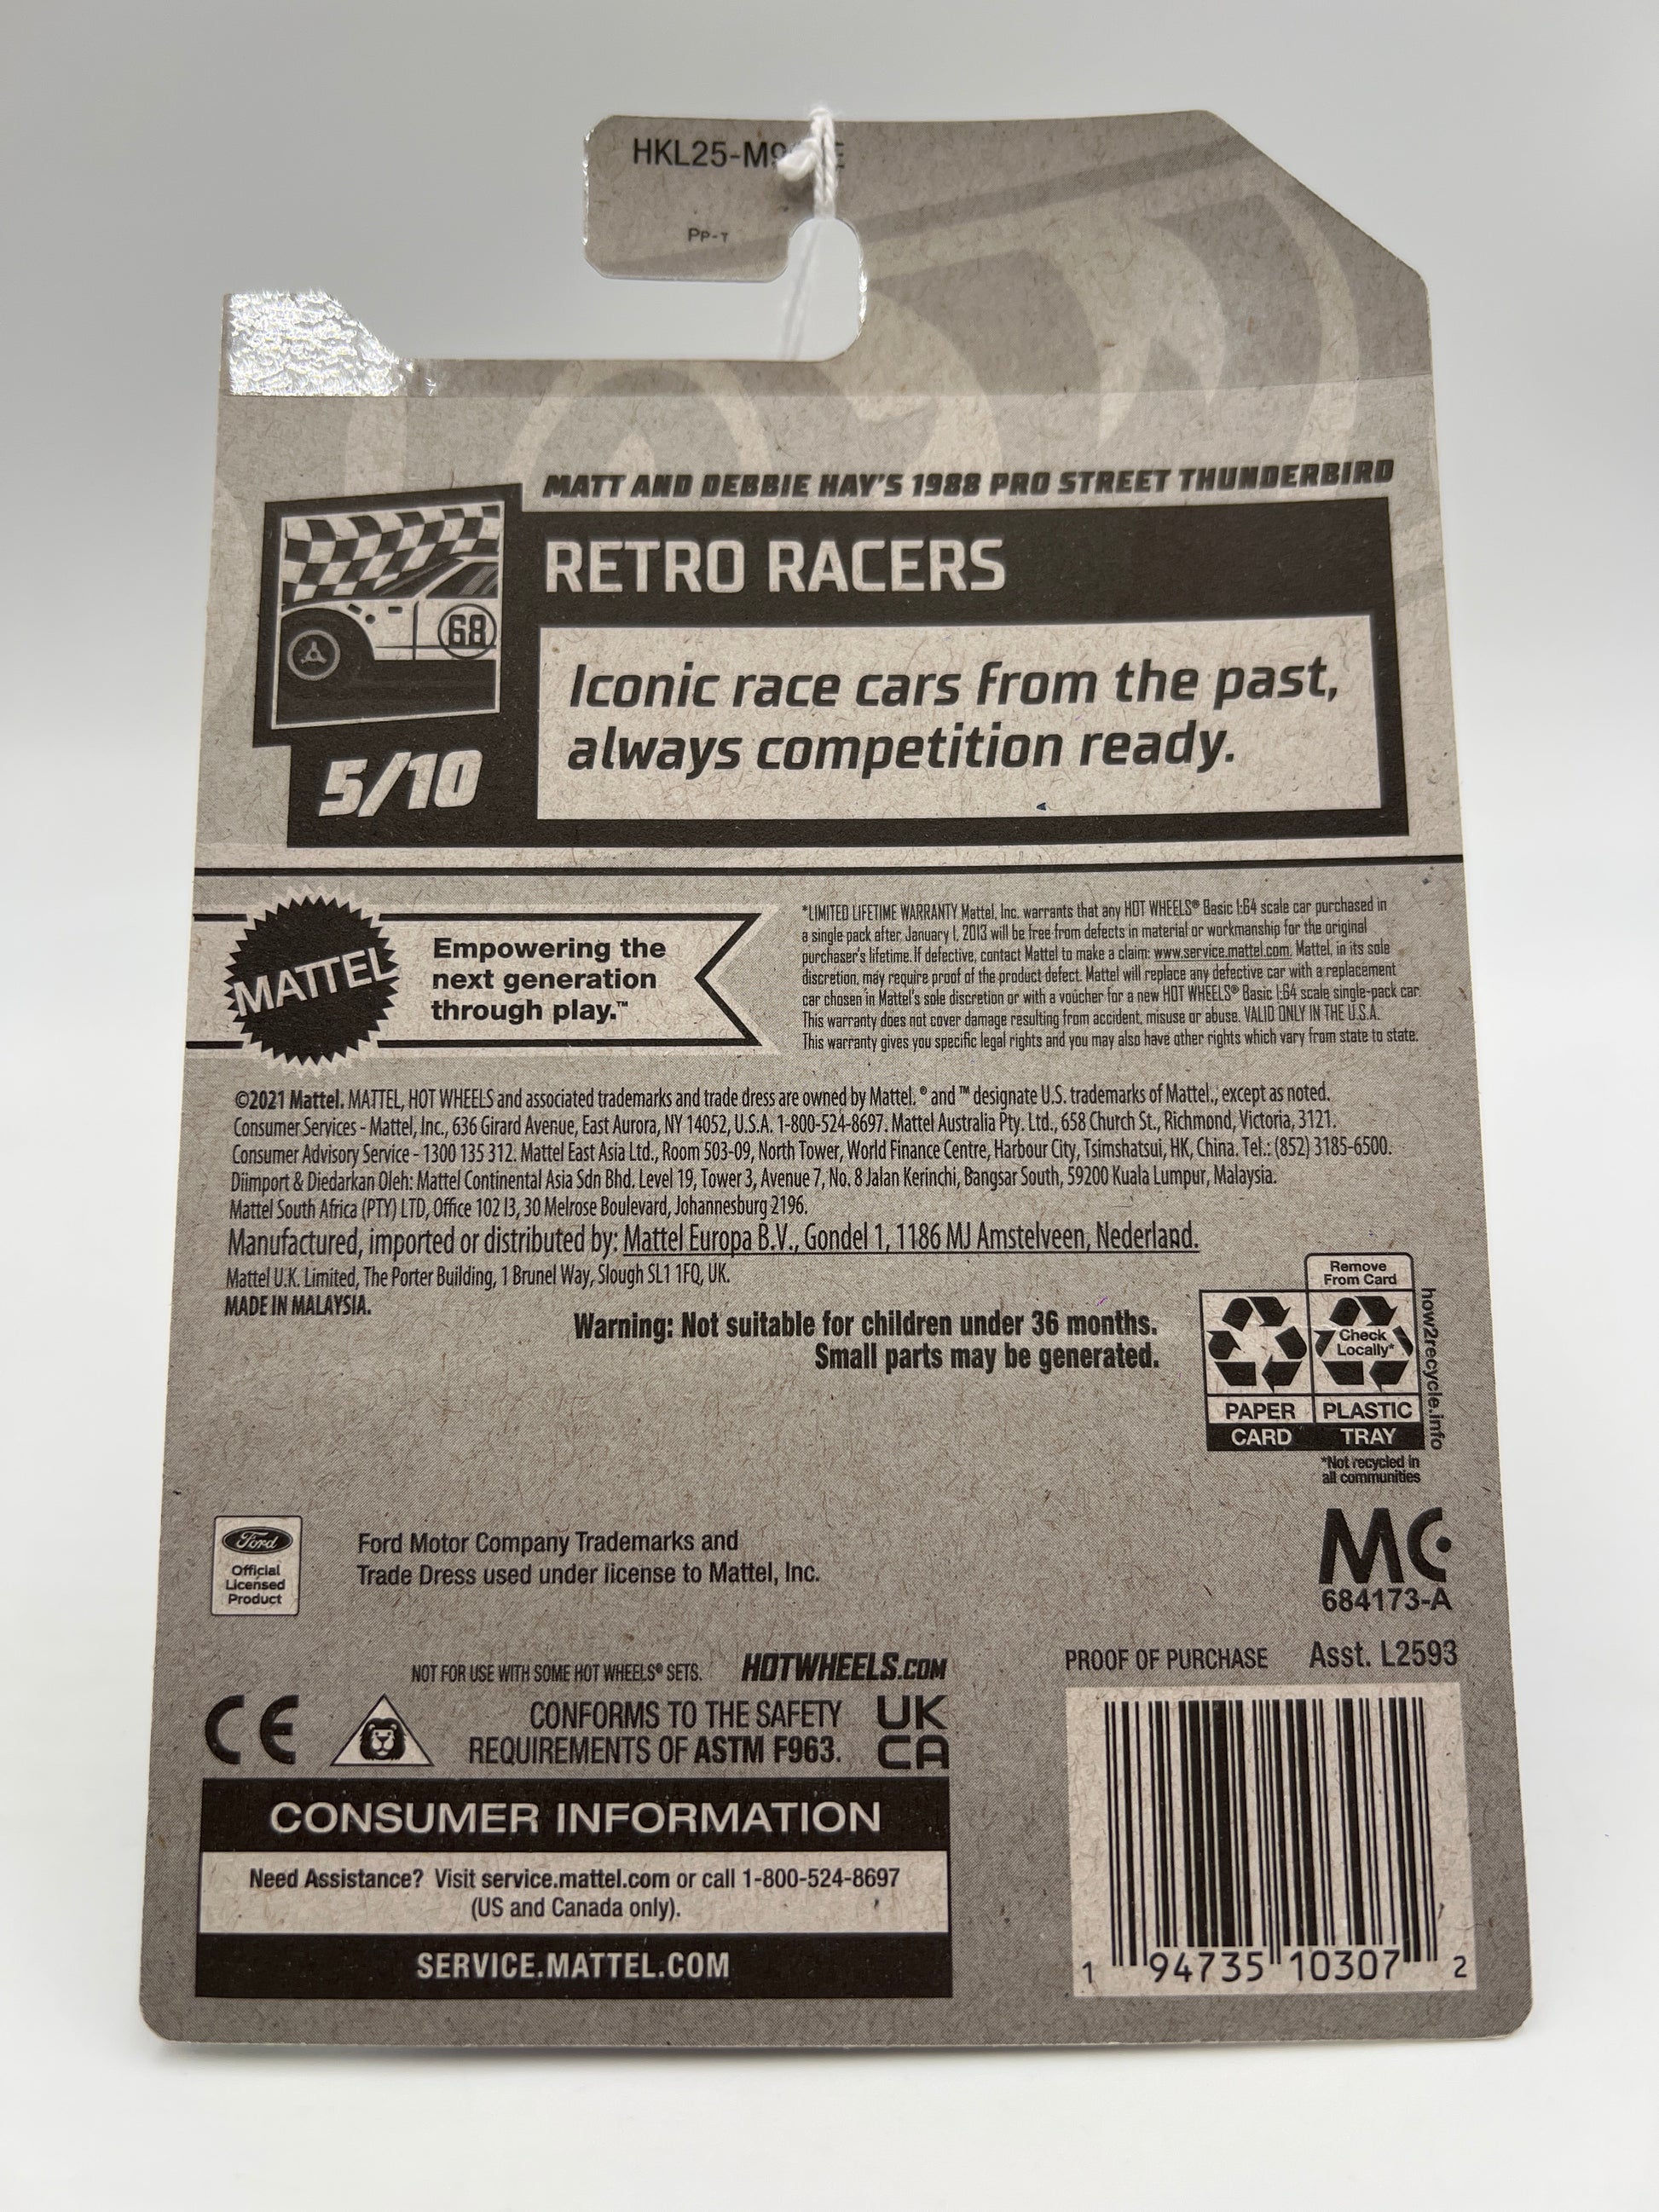 HKL25-M9
PP-T
MATT AND DEBBIE HAY'S 1988 PRO STREET THUNDERBIRD
RETRO RACERS
68
Iconic race cars from the past,
always competition ready.
5/10
MATTEL
Empowering the
next generation
through play.™
*LIMITED LIFETIME WARRANTY Mattel, Inc. warrants that any HOT WHEELS® Basic 1:64 scale car purchased in
a single pack after January 1, 2013 will be free from defects in material or workmanship for the original
purchaser's lifetime. If defective, contact Mattel to make a claim: www.service.mattel.com. Mattel, in its sole
discretion, may require proof of the product defect. Mattel will replace any defective car with a replacement
car chosen in Mattel's sole discretion or with a voucher for a new HOT WHEELS® Basic 1:64 scale single-pack car.
This warranty does not cover damage resulting from accident, misuse or abuse. VALID ONLY IN THE U.S.A.
This warranty gives you specific legal rights and you may also have other rights which vary from state to state.
©2021 Mattel. MATTEL, HOT WHEELS and associated trademarks and trade dress are owned by Mattel. ® and ™ designate U.S. trademarks of Mattel, except as noted.
Consumer Services - Mattel, Inc., 636 Girard Avenue, East Aurora, NY 14052, U.S.A. 1-800-524-8697. Mattel Australia Pty. Ltd., 658 Church St., Richmond, Victoria, 3121.
Consumer Advisory Service - 1300 135 312. Mattel East Asia Ltd., Room 503-09, North Tower, World Finance Centre, Harbour City, Tsimshatsui, HK, China. Tel.: (852) 3185-6500.
Diimport & Diedarkan Oleh: Mattel Continental Asia Sdn Bhd. Level 19, Tower 3, Avenue 7, No. 8 Jalan Kerinchi, Bangsar South, 59200 Kuala Lumpur, Malaysia.
Mattel South Africa (PTY) LTD, Office 102 I3, 30 Melrose Boulevard, Johannesburg 2196.
Manufactured, imported or distributed by: Mattel Europa B.V., Gondel 1, 1186 MJ Amstelveen, Nederland.
Mattel U.K. Limited, The Porter Building, 1 Brunel Way, Slough SL1 1FQ, UK.
MADE IN MALAYSIA.
Warning: Not suitable for children under 36 months.
Small parts may be generated.
Remove
From Card
Check
Locally*
PAPER
PLASTIC
CARD
TRAY
how2recycle.info
*Not recycled in
all communities
Ford
Official
Licensed
Product
Ford Motor Company Trademarks and
Trade Dress used under license to Mattel, Inc.
MC
684173-A
NOT FOR USE WITH SOME HOT WHEELS® SETS.
HOTWHEELS.COM
PROOF OF PURCHASE
Asst. L2593
CE
CONFORMS TO THE SAFETY
REQUIREMENTS OF ASTM F963.
UK
CA
CONSUMER INFORMATION
Need Assistance? Visit service.mattel.com or call 1-800-524-8697
(US and Canada only).
SERVICE.MATTEL.COM
1 94735 10307 2